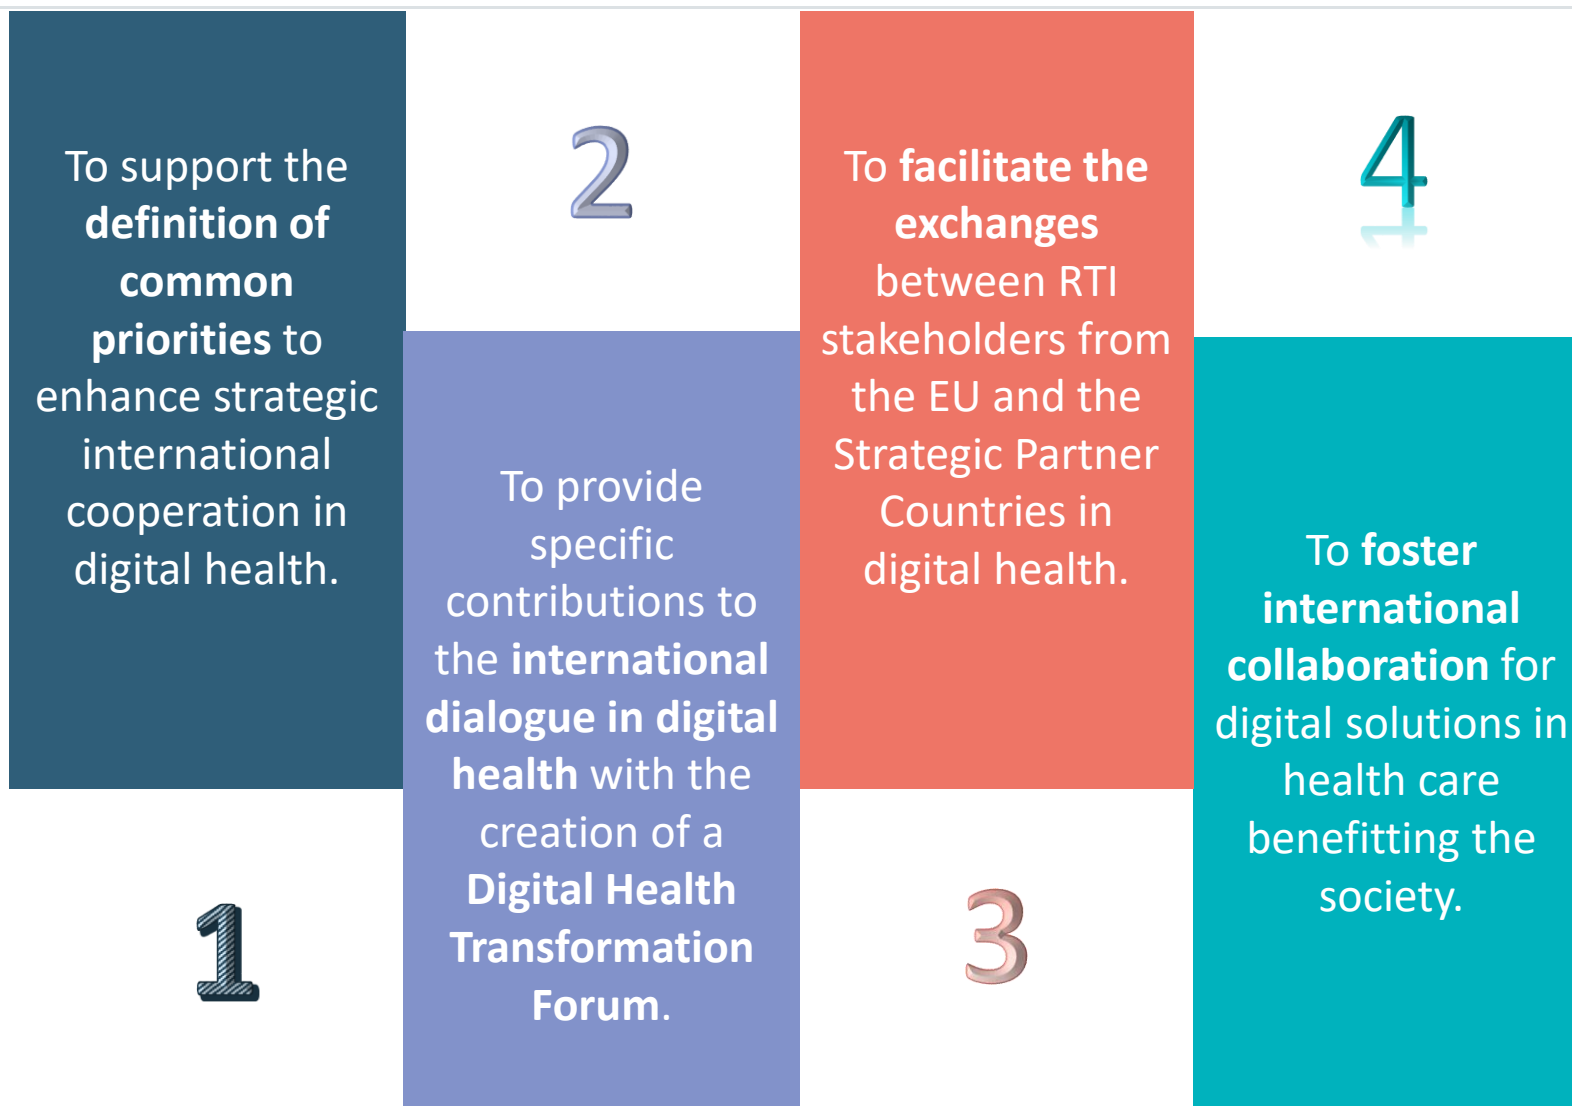 To support the
definition of
common
priorities to
enhance strategic
international
cooperation in
digital health.
1
2
To provide
specific
contributions to
the international
dialogue in digital
health with the
creation of a
Digital Health
Transformation
Forum.
To facilitate the
exchanges
between RTI
stakeholders from
the EU and the
Strategic Partner
Countries in
digital health.
3
4
To foster
international
collaboration for
digital solutions in
health care
benefitting the
society.